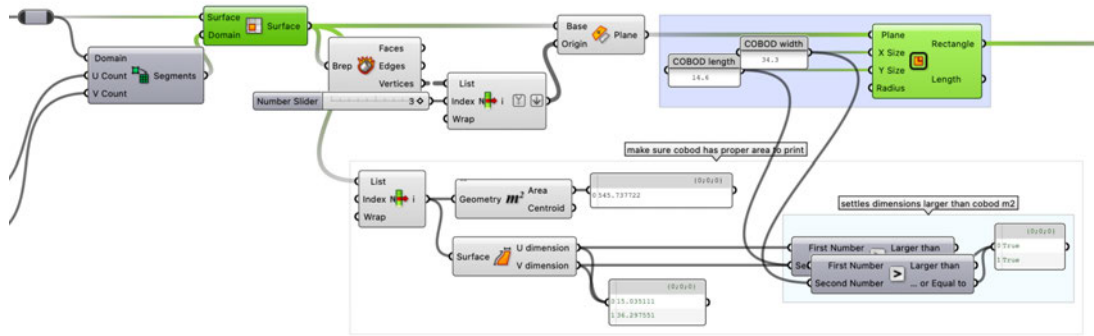 Surface
Domain
Surface
Domain
U Count
V Count
Segments
Brep
Faces
Edges
Vertices
Number Slider
3
List
Index
i
Wrap
Base
Origin
Plane
COBOD width
34.3
COBOD length
14.6
Plane
X Size
Y Size
Radius
Rectangle
Length
make sure cobod has proper area to print
List
Index
i
Wrap
Geometry
m²
Area
Centroid
{0;0;0}
0 545.737722
Surface
U dimension
V dimension
{0;0;0}
0 15.035111
1 36.297551
settles dimensions larger than cobod m2
First Number
Larger than
First Number
Second Number
>
Larger than
... or Equal to
{0;0;0}
0 True
1 True